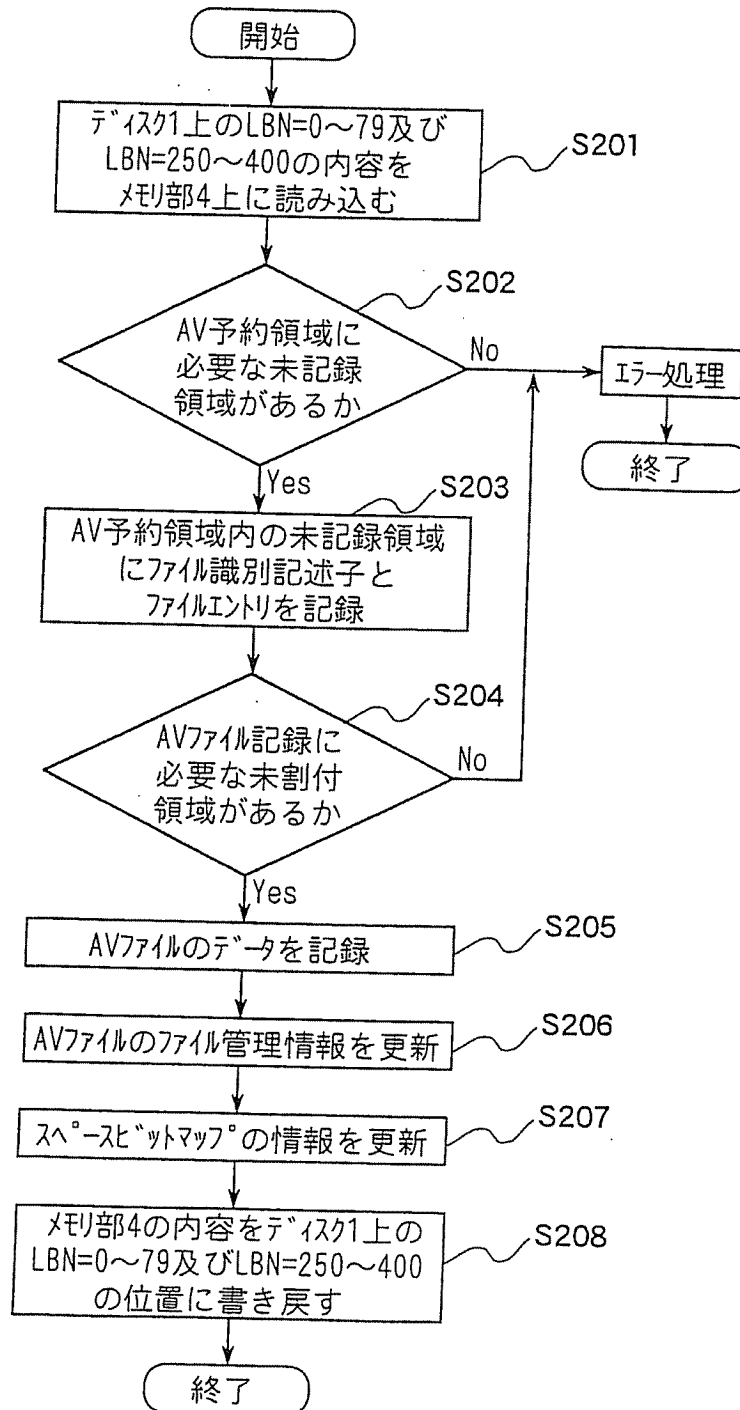 開始
ディスク1上のLBN=0～79及び
LBN=250～400の内容を
メモリ部4上に読み込む
S201
S202
AV予約領域に
必要な未記録
領域があるか
No
エラー処理
終了
Yes
S203
AV予約領域内の未記録領域
にファイル識別記述子と
ファイルエントリを記録
S204
AVファイル記録に
必要な未割付
領域があるか
No
Yes
AVファイルのデータを記録
S205
AVファイルのファイル管理情報を更新
S206
スペースビットマップの情報を更新
S207
メモリ部4の内容をディスク1上の
LBN=0～79及びLBN=250～400
の位置に書き戻す
S208
終了